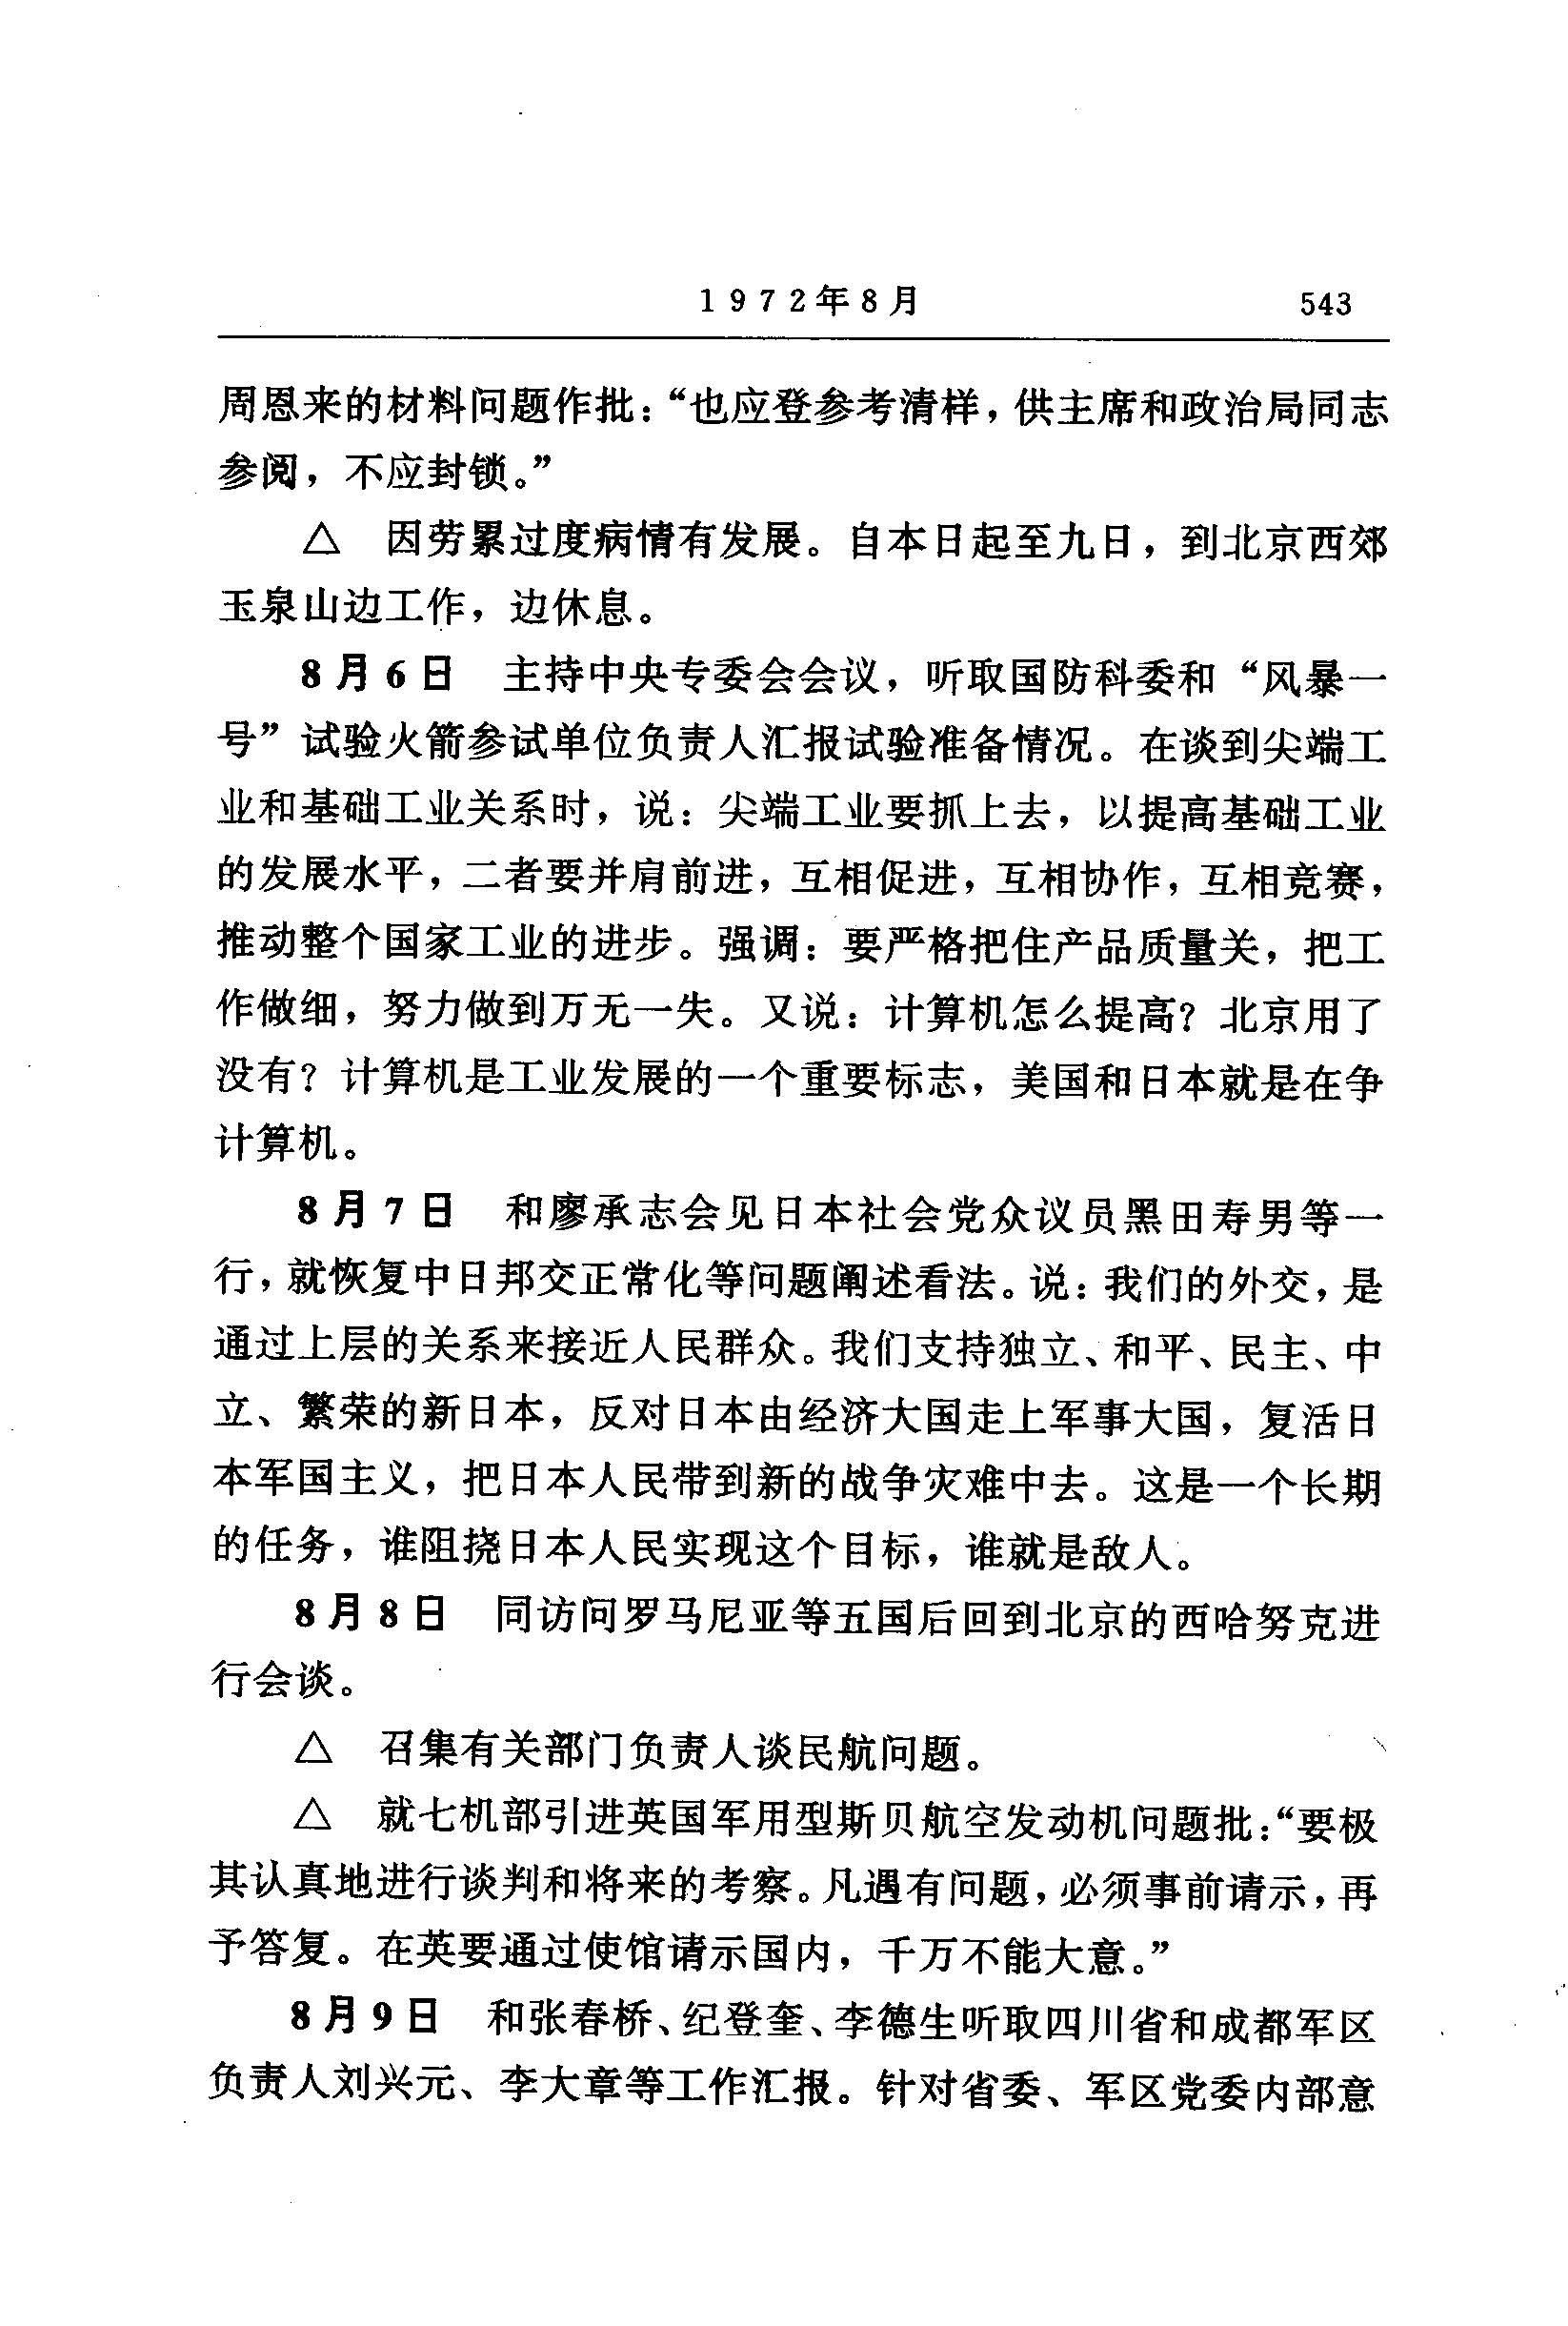 1972年8月 543
周恩来的材料问题作批：“也应登参考清样，供主席和政治局同志
参阅，不应封锁。”
△ 因劳累过度病情有发展。自本日起至九日，到北京西郊
玉泉山边工作，边休息。
8月6日 主持中央专委会会议，听取国防科委和“风暴一
号”试验火箭参试单位负责人汇报试验准备情况。在谈到尖端工
业和基础工业关系时，说：尖端工业要抓上去，以提高基础工业
的发展水平，二者要并肩前进，互相促进，互相协作，互相竞赛，
推动整个国家工业的进步。强调：要严格把住产品质量关，把工
作做细，努力做到万无一失。又说：计算机怎么提高？北京用了
没有？计算机是工业发展的一个重要标志，美国和日本就是在争
计算机。
8月7日 和廖承志会见日本社会党众议员黑田寿男等一
行，就恢复中日邦交正常化等问题阐述看法。说：我们的外交，是
通过上层的关系来接近人民群众。我们支持独立、和平、民主、中
立、繁荣的新日本，反对日本由经济大国走上军事大国，复活日
本军国主义，把日本人民带到新的战争灾难中去。这是一个长期
的任务，谁阻挠日本人民实现这个目标，谁就是敌人。
8月8日 同访问罗马尼亚等五国后回到北京的西哈努克进
行会谈。
△ 召集有关部门负责人谈民航问题。
△ 就七机部引进英国军用型斯贝航空发动机问题批：“要极
其认真地进行谈判和将来的考察。凡遇有问题，必须事前请示，再
予答复。在英要通过使馆请示国内，千万不能大意。”
8月9日 和张春桥、纪登奎、李德生听取四川省和成都军区
负责人刘兴元、李大章等工作汇报。针对省委、军区党委内部意